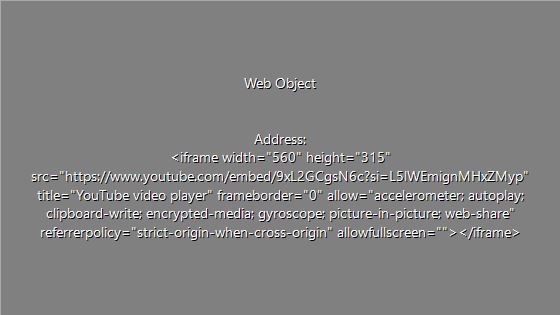 Web Object
Address:
<iframe width="560" height="315"
src="https://www.youtube.com/embed/9xL2GCgsN6c?si=L5lWEmignMHxZMyp"
title="YouTube video player" frameborder="0" allow="accelerometer; autoplay;
clipboard-write; encrypted-media; gyroscope; picture-in-picture; web-share"
referrerpolicy="strict-origin-when-cross-origin" allowfullscreen=""></iframe>